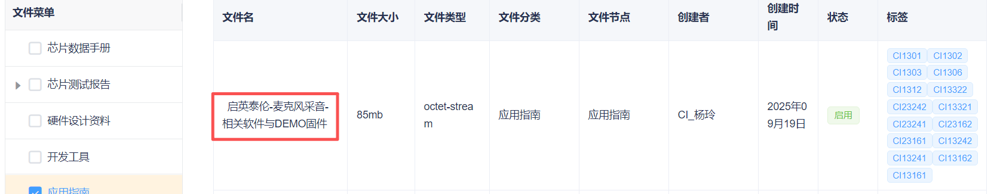 文件菜单
芯片数据手册
芯片测试报告
硬件设计资料
开发工具
应用指南
文件名
文件大小
文件类型
文件分类
文件节点
创建者
创建时
间
状态
标签
启英泰伦-麦克风采音-
相关软件与DEMO固件
85mb
octet-strea
m
应用指南
应用指南
CI_杨玲
2025年0
9月19日
启用
CI1301 CI1302
CI1303 CI1306
CI1312 CI13322
CI23242 CI13321
CI23241 CI23162
CI23161 CI13242
CI13241 CI13162
CI13161